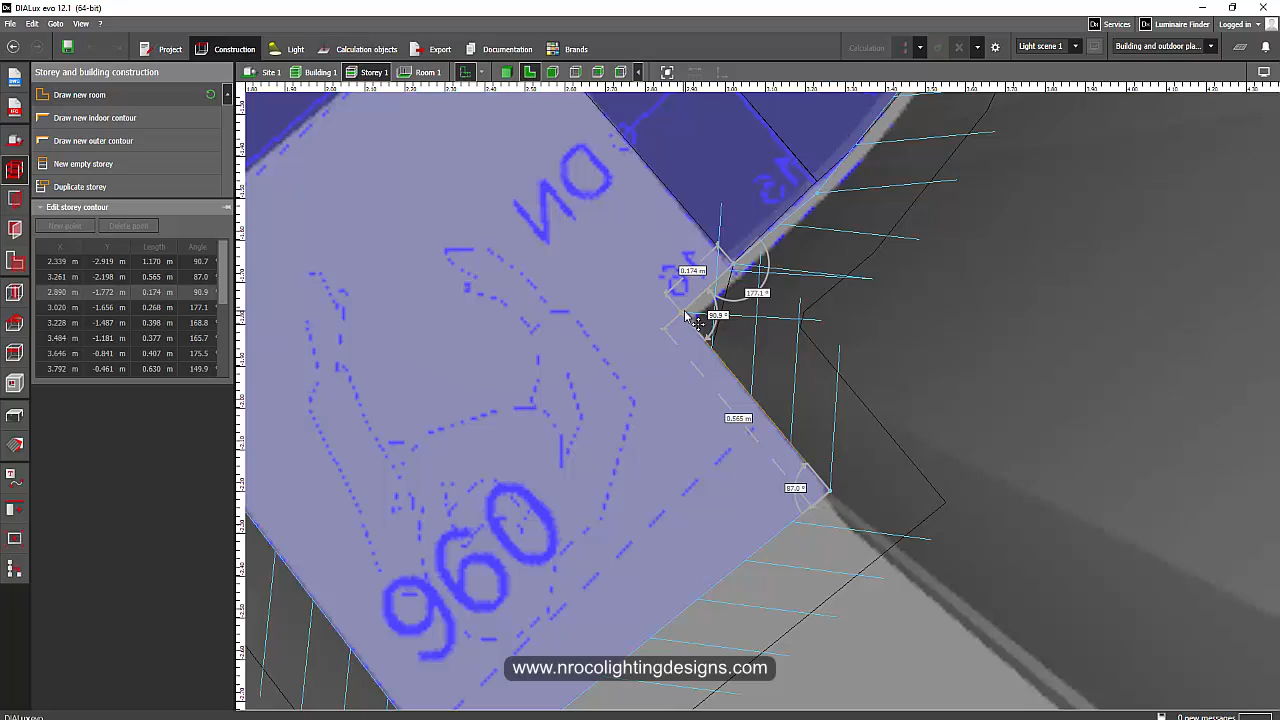 DIALux evo 12.1 (64-bit)
File Edit Goto View ?
Services Luminaire Finder Logged in
Project Construction Light Calculation objects Export Documentation Brands Calculation Light scene 1 Building and outdoor pla...
Storey and building construction
Site 1 Building 1 Storey 1 Room 1
Draw new room
Draw new indoor contour
Draw new outer contour
New empty storey
Duplicate storey
Edit storey contour
New point Delete point
X Y Length Angle
2.339 m -2.919 m 1.170 m 90.7 °
3.261 m -2.198 m 0.565 m 87.0 °
2.890 m -1.772 m 0.174 m 90.9 °
3.020 m -1.656 m 0.268 m 177.1 °
3.228 m -1.487 m 0.398 m 168.8 °
3.484 m -1.181 m 0.377 m 165.7 °
3.646 m -0.841 m 0.407 m 175.5 °
3.792 m -0.461 m 0.630 m 149.9 °
0.174 m
177.1 °
90.9 °
0.565 m
87.0 °
960
www.nrocolightingdesigns.com
DIALux evo
0 new messages